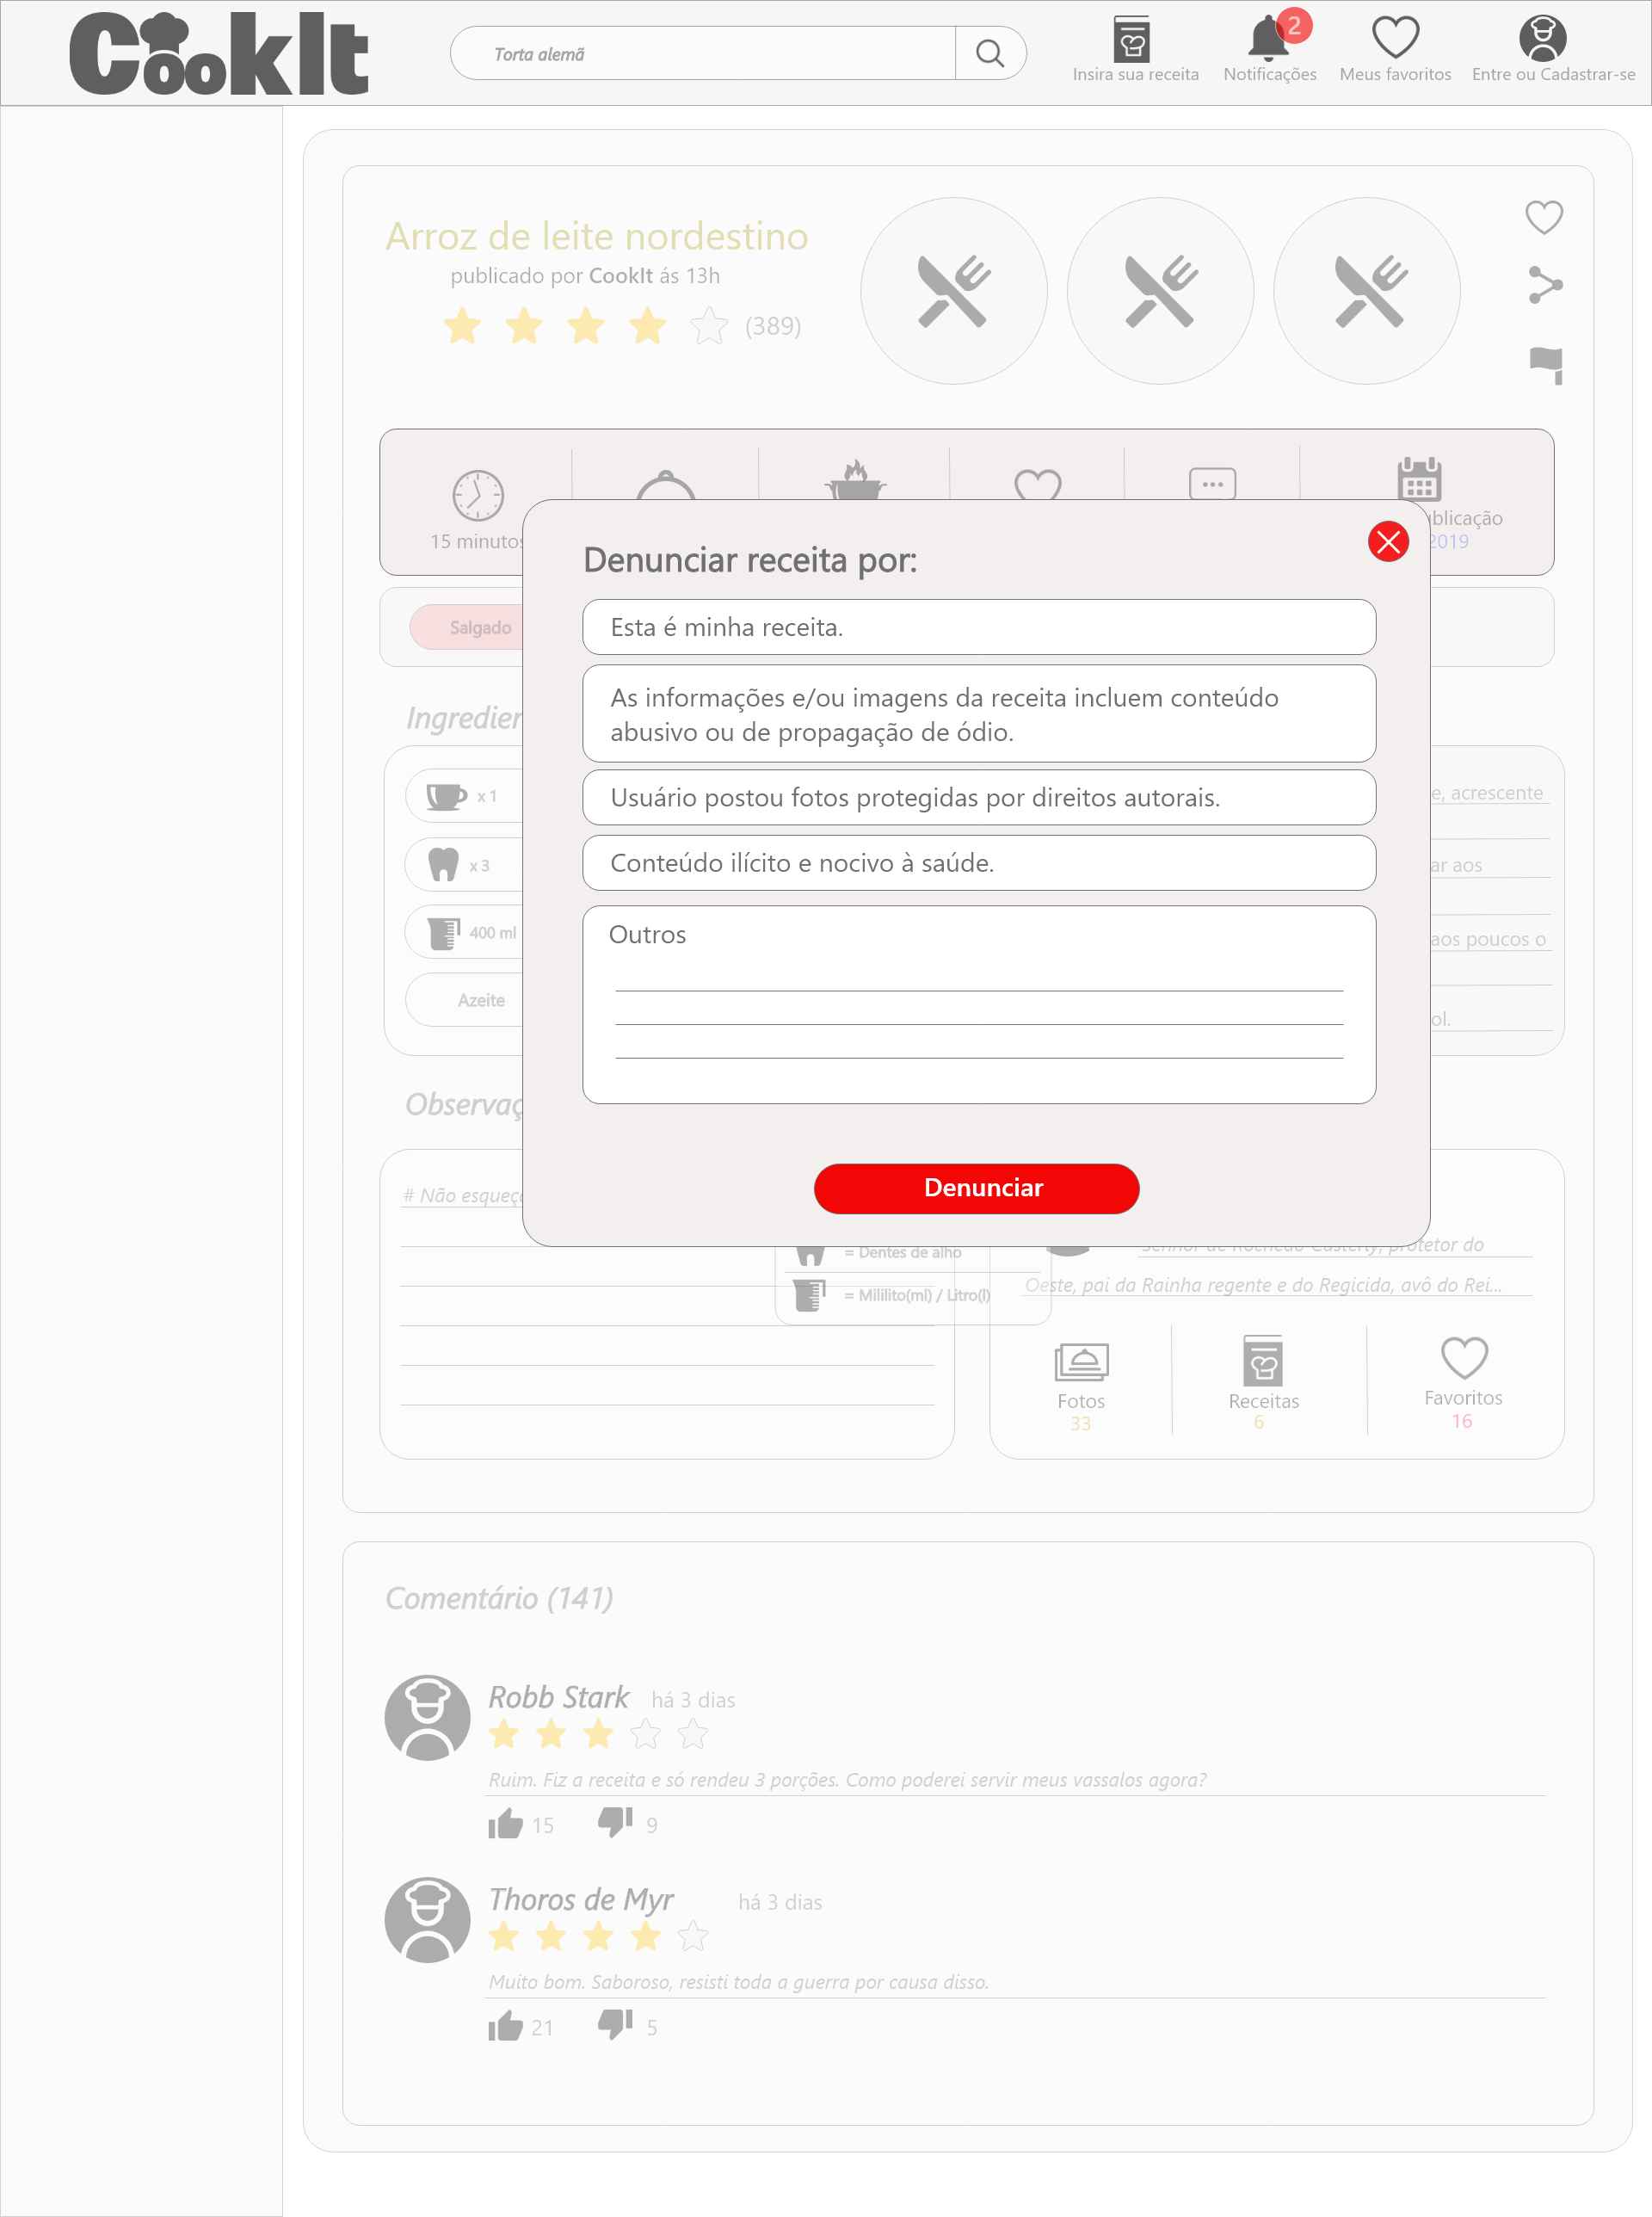 CookIt
Torta alemã
2
Insira sua receita
Notificações
Meus favoritos
Entre ou Cadastrar-se
Arroz de leite nordestino
publicado por CookIt ás 13h
(389)
15 minutos
2019
Salgado
Denunciar receita por:
Esta é minha receita.
As informações e/ou imagens da receita incluem conteúdo
abusivo ou de propagação de ódio.
Usuário postou fotos protegidas por direitos autorais.
Conteúdo ilícito e nocivo à saúde.
Outros
Denunciar
x 1
x 3
400 ml
Azeite
, acrescente
aos
aos poucos o
# Não
= Dentes de alho
= Mililito(ml) / Litro(l)
Senhor de Rochedo Casterly, protetor do
Oeste, pai da Rainha regente e do Regicida, avô do Rei...
Fotos
33
Receitas
6
Favoritos
16
Comentário (141)
Robb Stark há 3 dias
Ruim. Fiz a receita e só rendeu 3 porções. Como poderei servir meus vassalos agora?
15 9
Thoros de Myr há 3 dias
Muito bom. Saboroso, resisti toda a guerra por causa disso.
21 5